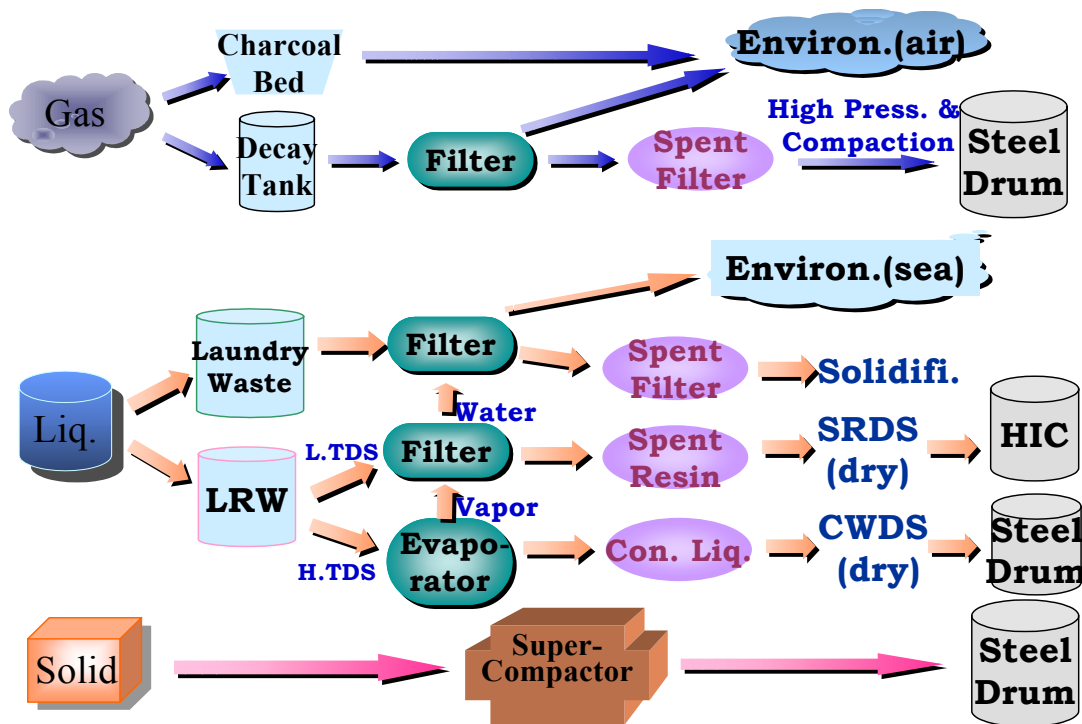 Charcoal
Bed
Environ.(air)
Gas
Decay
Tank
Filter
Spent
Filter
High Press. &
Compaction
Steel
Drum
Environ.(sea)
Laundry
Waste
Filter
Spent
Filter
Solidifi.
Liq.
Water
LRW
L.TDS
Filter
Spent
Resin
SRDS
(dry)
HIC
Vapor
H.TDS
Evapo-
rator
Con. Liq.
CWDS
(dry)
Steel
Drum
Solid
Super-
Compactor
Steel
Drum